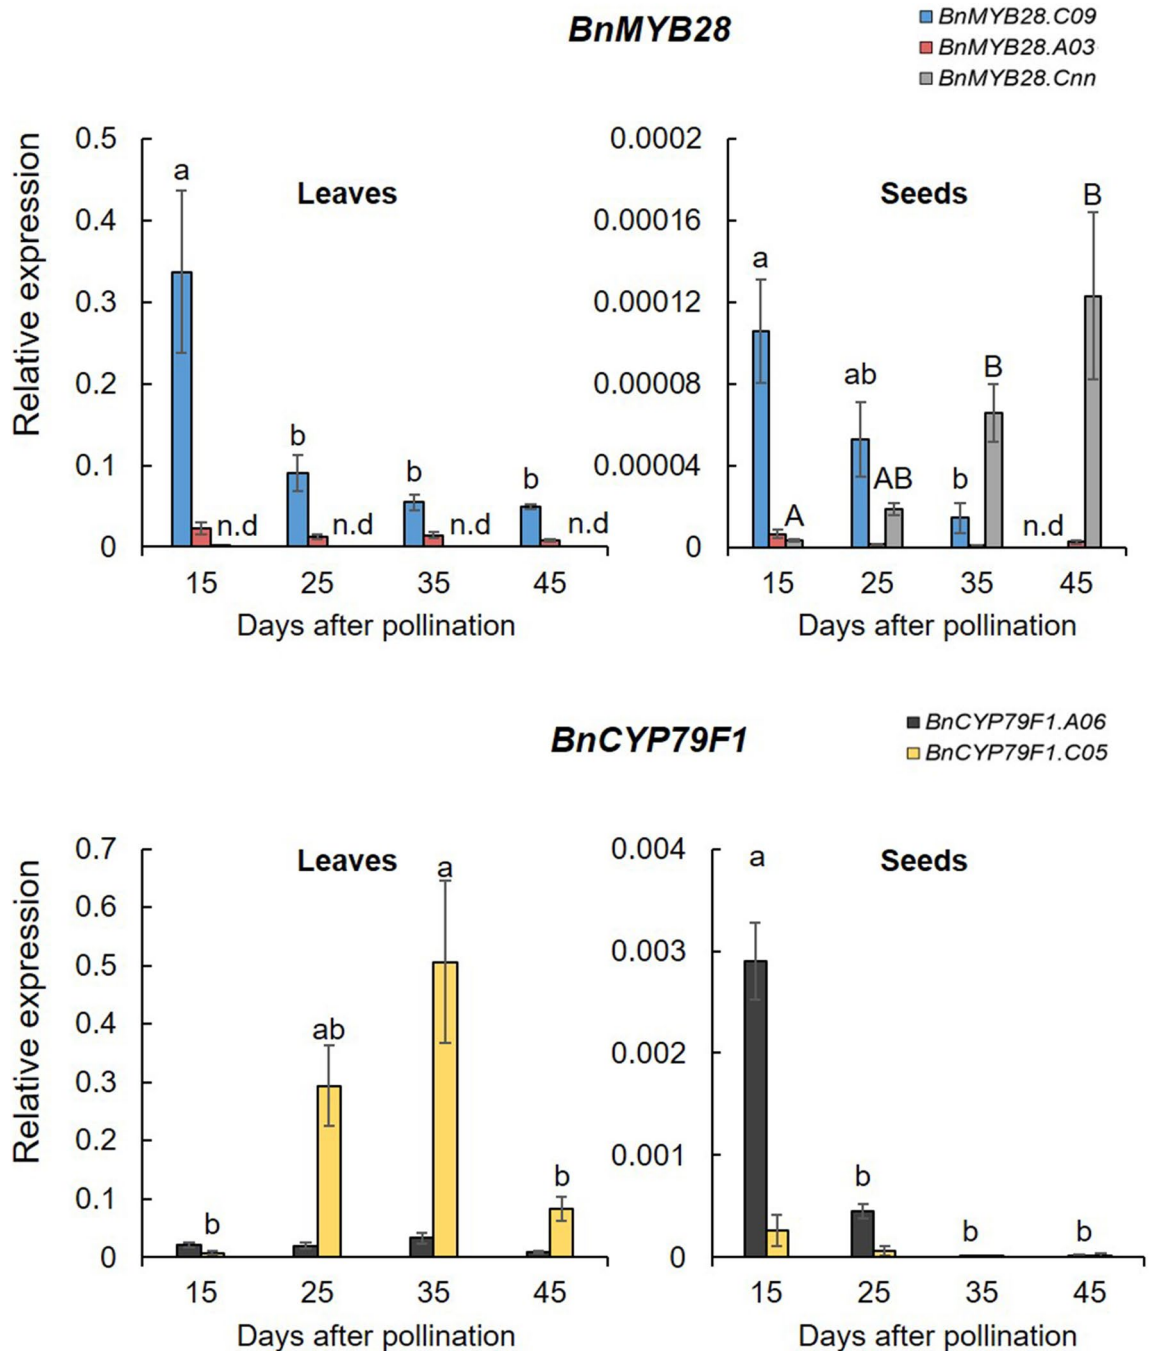 BnMYB28
BnMYB28.C09
BnMYB28.A03
BnMYB28.Cnn
Relative expression
0.5
0.4
0.3
0.2
0.1
0
Leaves
a
b
b
b
n.d
n.d
n.d
n.d
15
25
35
45
Days after pollination
0.0002
0.00016
0.00012
0.00008
0.00004
0
Seeds
a
A
ab
AB
b
B
n.d
B
15
25
35
45
Days after pollination
BnCYP79F1
BnCYP79F1.A06
BnCYP79F1.C05
Relative expression
0.7
0.6
0.5
0.4
0.3
0.2
0.1
0
Leaves
b
ab
a
b
15
25
35
45
Days after pollination
0.004
0.003
0.002
0.001
0
Seeds
a
b
b
b
15
25
35
45
Days after pollination